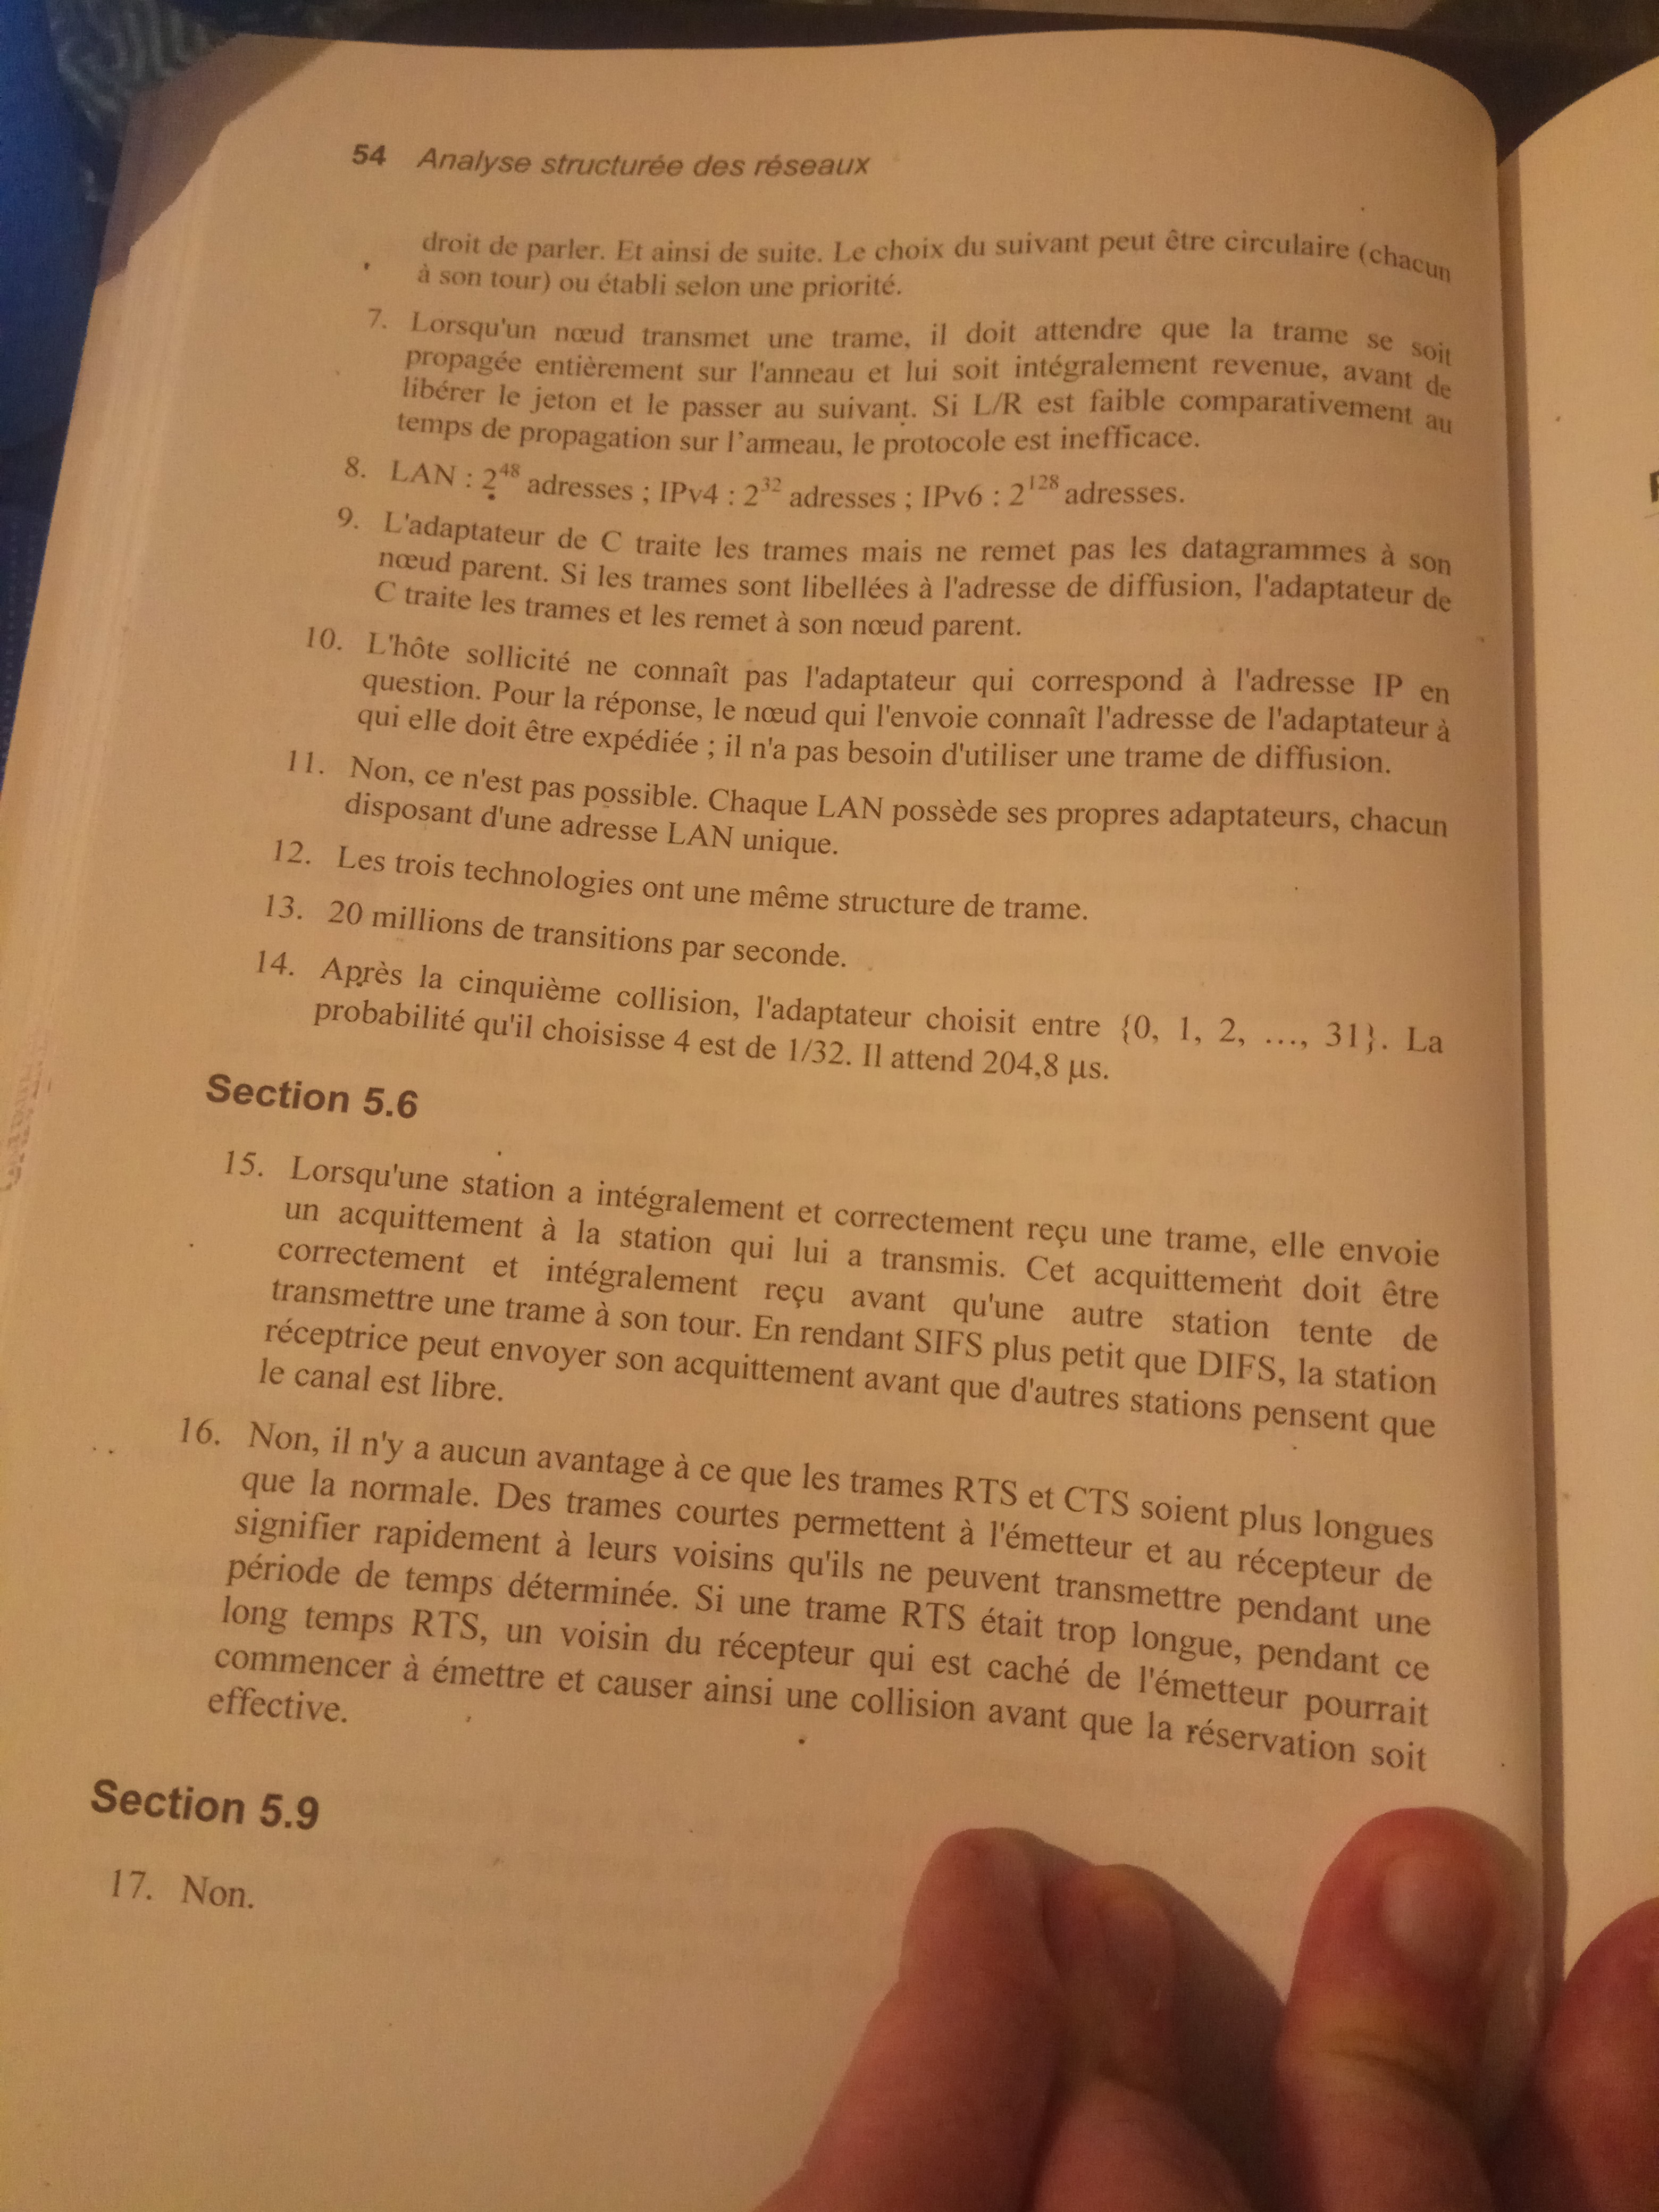 54 Analyse structurée des réseaux
droit de parler. Et ainsi de suite. Le choix du suivant peut être circulaire (chacun
à son tour) ou établi selon une priorité.
7. Lorsqu'un nœud transmet une trame, il doit attendre que la trame se soit
propagée entièrement sur l'anneau et lui soit intégralement revenue, avant de
libérer le jeton et le passer au suivant. Si L/R est faible comparativement au
temps de propagation sur l’anneau, le protocole est inefficace.
8. LAN : 2⁴⁸ adresses ; IPv4 : 2³² adresses ; IPv6 : 2¹²⁸ adresses.
9. L'adaptateur de C traite les trames mais ne remet pas les datagrammes à son
nœud parent. Si les trames sont libellées à l'adresse de diffusion, l'adaptateur de
C traite les trames et les remet à son nœud parent.
10. L'hôte sollicité ne connaît pas l'adaptateur qui correspond à l'adresse IP en
question. Pour la réponse, le nœud qui l'envoie connaît l'adresse de l'adaptateur à
qui elle doit être expédiée ; il n'a pas besoin d'utiliser une trame de diffusion.
11. Non, ce n'est pas possible. Chaque LAN possède ses propres adaptateurs, chacun
disposant d'une adresse LAN unique.
12. Les trois technologies ont une même structure de trame.
13. 20 millions de transitions par seconde.
14. Après la cinquième collision, l'adaptateur choisit entre {0, 1, 2, ..., 31}. La
probabilité qu'il choisisse 4 est de 1/32. Il attend 204,8 µs.
Section 5.6
15. Lorsqu'une station a intégralement et correctement reçu une trame, elle envoie
un acquittement à la station qui lui a transmis. Cet acquittement doit être
correctement et intégralement reçu avant qu'une autre station tente de
transmettre une trame à son tour. En rendant SIFS plus petit que DIFS, la station
réceptrice peut envoyer son acquittement avant que d'autres stations pensent que
le canal est libre.
16. Non, il n'y a aucun avantage à ce que les trames RTS et CTS soient plus longues
que la normale. Des trames courtes permettent à l'émetteur et au récepteur de
signifier rapidement à leurs voisins qu'ils ne peuvent transmettre pendant une
période de temps déterminée. Si une trame RTS était trop longue, pendant ce
long temps RTS, un voisin du récepteur qui est caché de l'émetteur pourrait
commencer à émettre et causer ainsi une collision avant que la réservation soit
effective.
Section 5.9
17. Non.